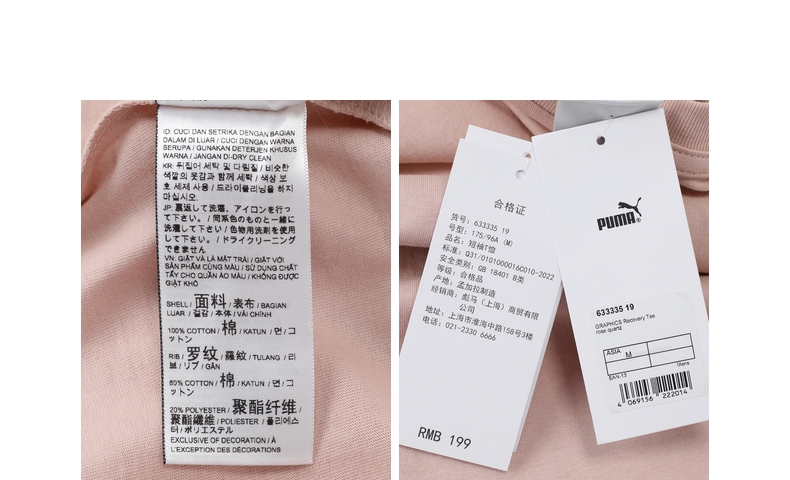 ID: CUCI DAN SETRIKA DENGAN BAGIAN
DALAM DI LUAR / CUCI DENGAN WARNA
SERUPA / GUNAKAN DETERJEN KHUSUS
WARNA / JANGAN DI-DRY CLEAN
KR: 뒤집어 세탁 및 다림질 / 비슷한
색깔의 옷감과 함께 세탁 / 색상 보
호 세제 사용 / 드라이클리닝을 하지
마십시오.
JP: 裏返して洗濯、アイロンを行っ
て下さい。/ 同系色のものと一緒に
洗濯して下さい / 色物用洗剤を使用
して下さい。/ ドライクリーニング
できません
VN: GIẶT VÀ LÀ MẶT TRÁI / GIẶT VỚI
SẢN PHẨM CÙNG MÀU / SỬ DỤNG CHẤT
TẨY CHO QUẦN ÁO MÀU / KHÔNG ĐƯỢC
GIẶT KHÔ
SHELL / 面料 / 表布 / BAGIAN
LUAR / 겉감 / 本体 / VẢI CHÍNH
100% COTTON / 棉 / KATUN / 면 / コ
ットン
RIB / 罗纹 / 羅紋 / TULANG / 리
브 / リブ / GÂN
80% COTTON / 棉 / KATUN / 면 / コ
ットン
20% POLYESTER / 聚酯纤维 /
聚酯纖維 / POLIESTER / 폴리에스
터 / ポリエステル
EXCLUSIVE OF DECORATION / À
L'EXCEPTION DES DÉCORATIONS
合格证
货号: 633335 19
号型: 175/96A (M)
品名: 短袖T恤
标准: Q31/0101000160010-2022
安全类别: GB 18401 B类
等级: 合格品
产地: 孟加拉制造
经销商: 彪马（上海）商贸有限
公司
地址: 上海市淮海中路158号3楼
电话: 021-2330 6666
RMB 199
PUMA
633335 19
GRAPHICS Recovery Tee
rose quartz
ASIA
M
EAN-13
Mens
4 069156 222014